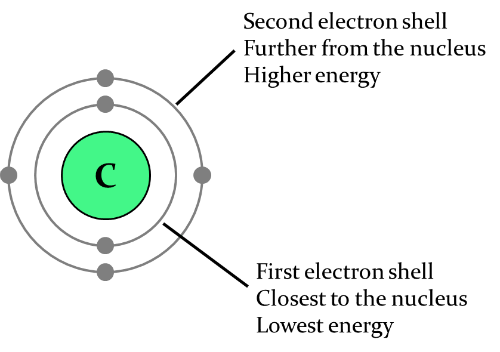 Second electron shell
Further from the nucleus
Higher energy
C
First electron shell
Closest to the nucleus
Lowest energy